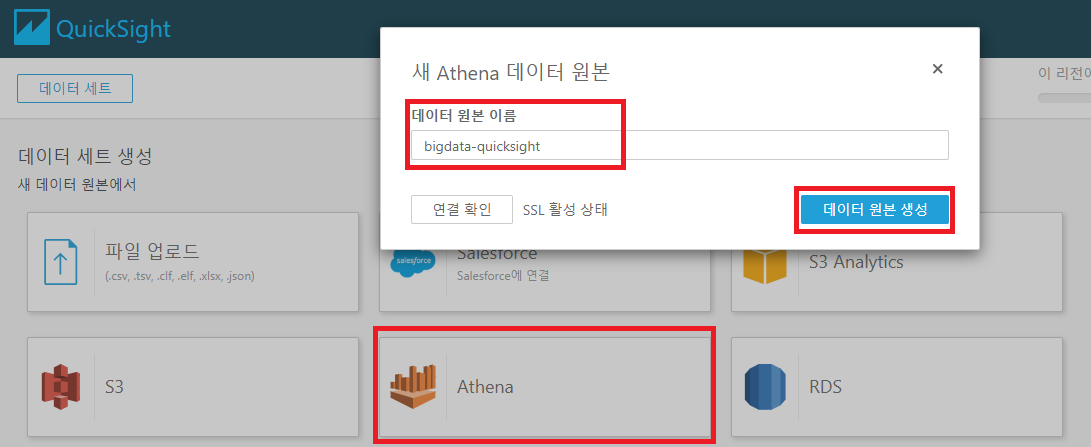 QuickSight
새 Athena 데이터 원본
데이터 세트
이 리전에
데이터 원본 이름
bigdata-quicksight
데이터 세트 생성
새 데이터 원본에서
연결 확인
SSL 활성 상태
데이터 원본 생성
파일 업로드
(.csv, .tsv, .clf, .elf, .xlsx, .json)
salesforce
Salesforce
Salesforce에 연결
S3 Analytics
S3
Athena
RDS